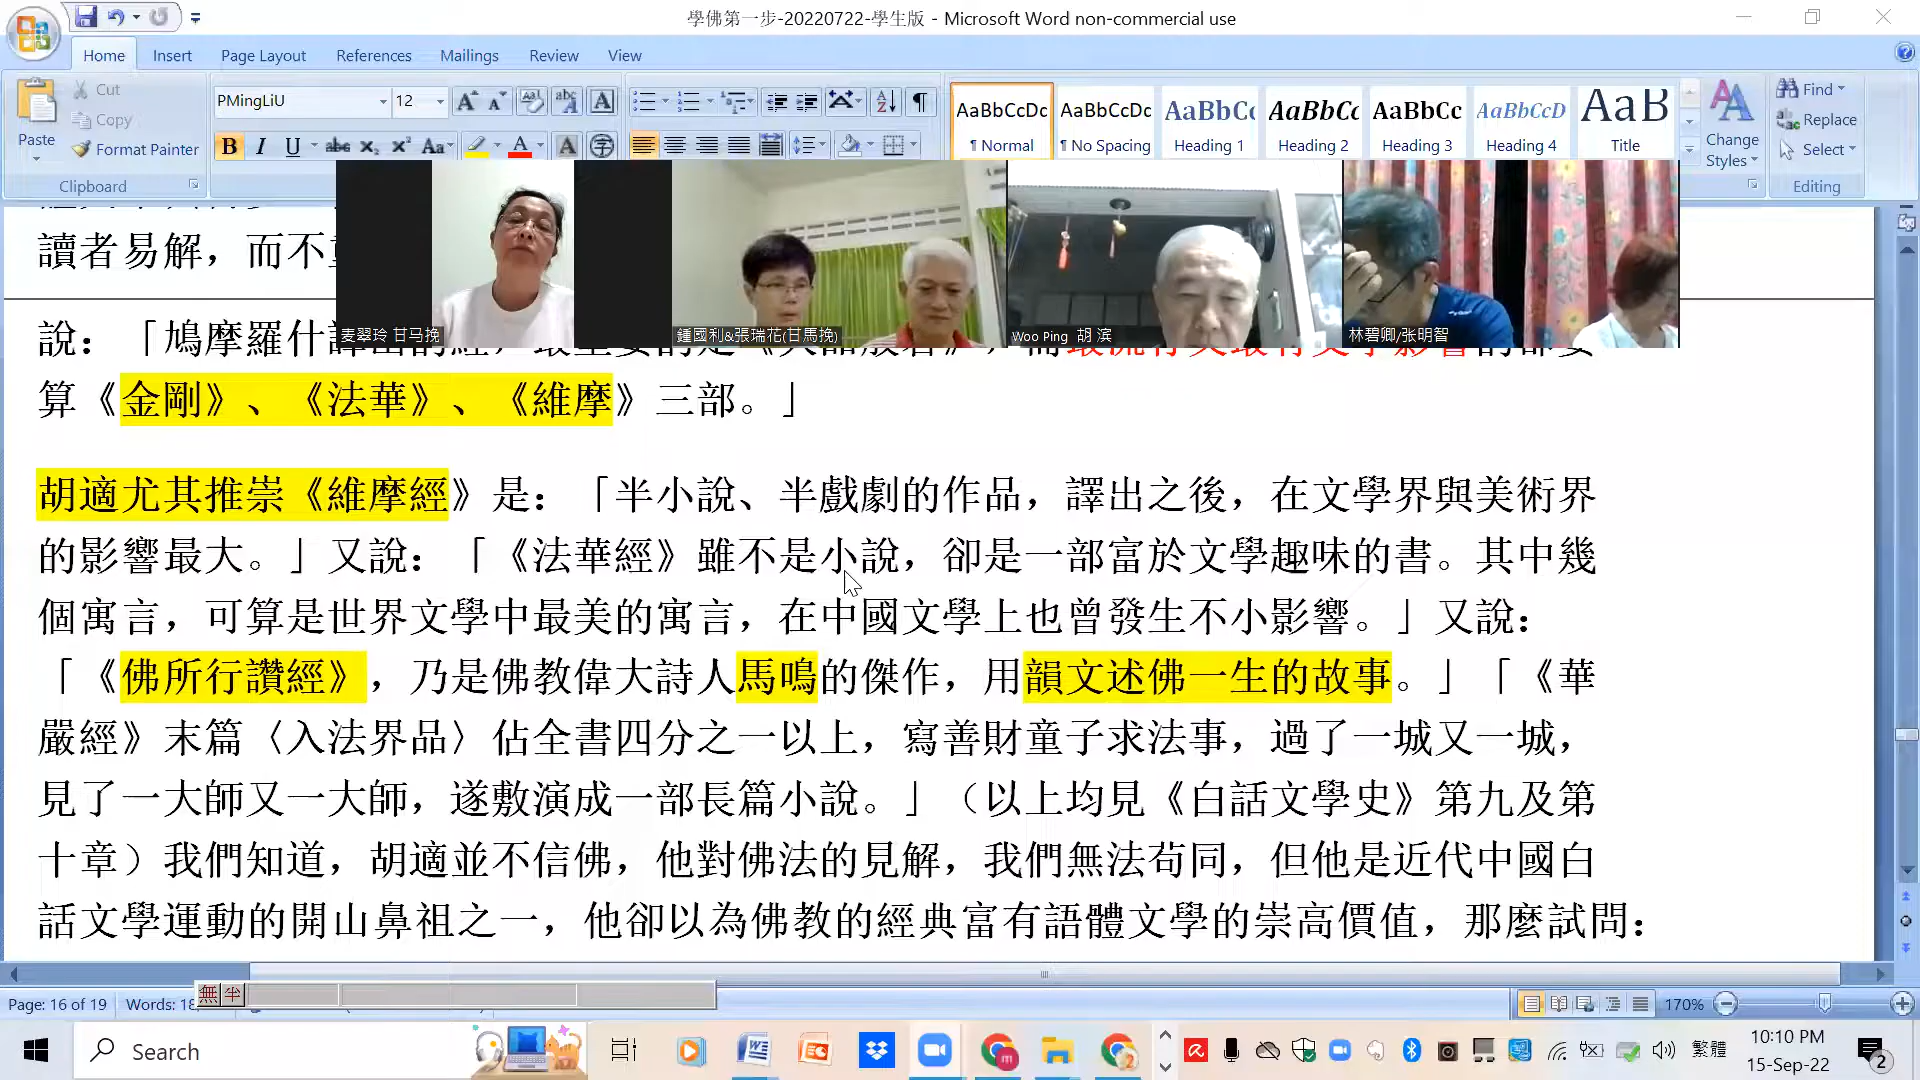 學佛第一步-20220722-學生版 - Microsoft Word non-commercial use
Home Insert Page Layout References Mailings Review View
Paste
Cut
Copy
Format Painter
Clipboard
PMingLiU 12
AaBbCcDc AaBbCcDc AaBbCc AaBbCc AaBbCc AaBbCcD AaB
¶ Normal ¶ No Spacing Heading 1 Heading 2 Heading 3 Heading 4 Title
Change Styles
Find
Replace
Select
Editing
麦翠玲 甘马挽
鍾國利&張瑞花(甘馬挽)
Woo Ping 胡 滨
林碧卿/张明智
讀者易解，而不
說：「鳩摩羅什
算《金剛》、《法華》、《維摩》三部。」
胡適尤其推崇《維摩經》是：「半小說、半戲劇的作品，譯出之後，在文學界與美術界
的影響最大。」又說：「《法華經》雖不是小說，卻是一部富於文學趣味的書。其中幾
個寓言，可算是世界文學中最美的寓言，在中國文學上也曾發生不小影響。」又說：
「《佛所行讚經》，乃是佛教偉大詩人馬鳴的傑作，用韻文述佛一生的故事。」「《華
嚴經》末篇〈入法界品〉佔全書四分之一以上，寫善財童子求法事，過了一城又一城，
見了一大師又一大師，遂敷演成一部長篇小說。」（以上均見《白話文學史》第九及第
十章）我們知道，胡適並不信佛，他對佛法的見解，我們無法苟同，但他是近代中國白
話文學運動的開山鼻祖之一，他卻以為佛教的經典富有語體文學的崇高價值，那麼試問：
Page: 16 of 19 Words: 18
無 半
170%
Search
繁體
10:10 PM
15-Sep-22
2